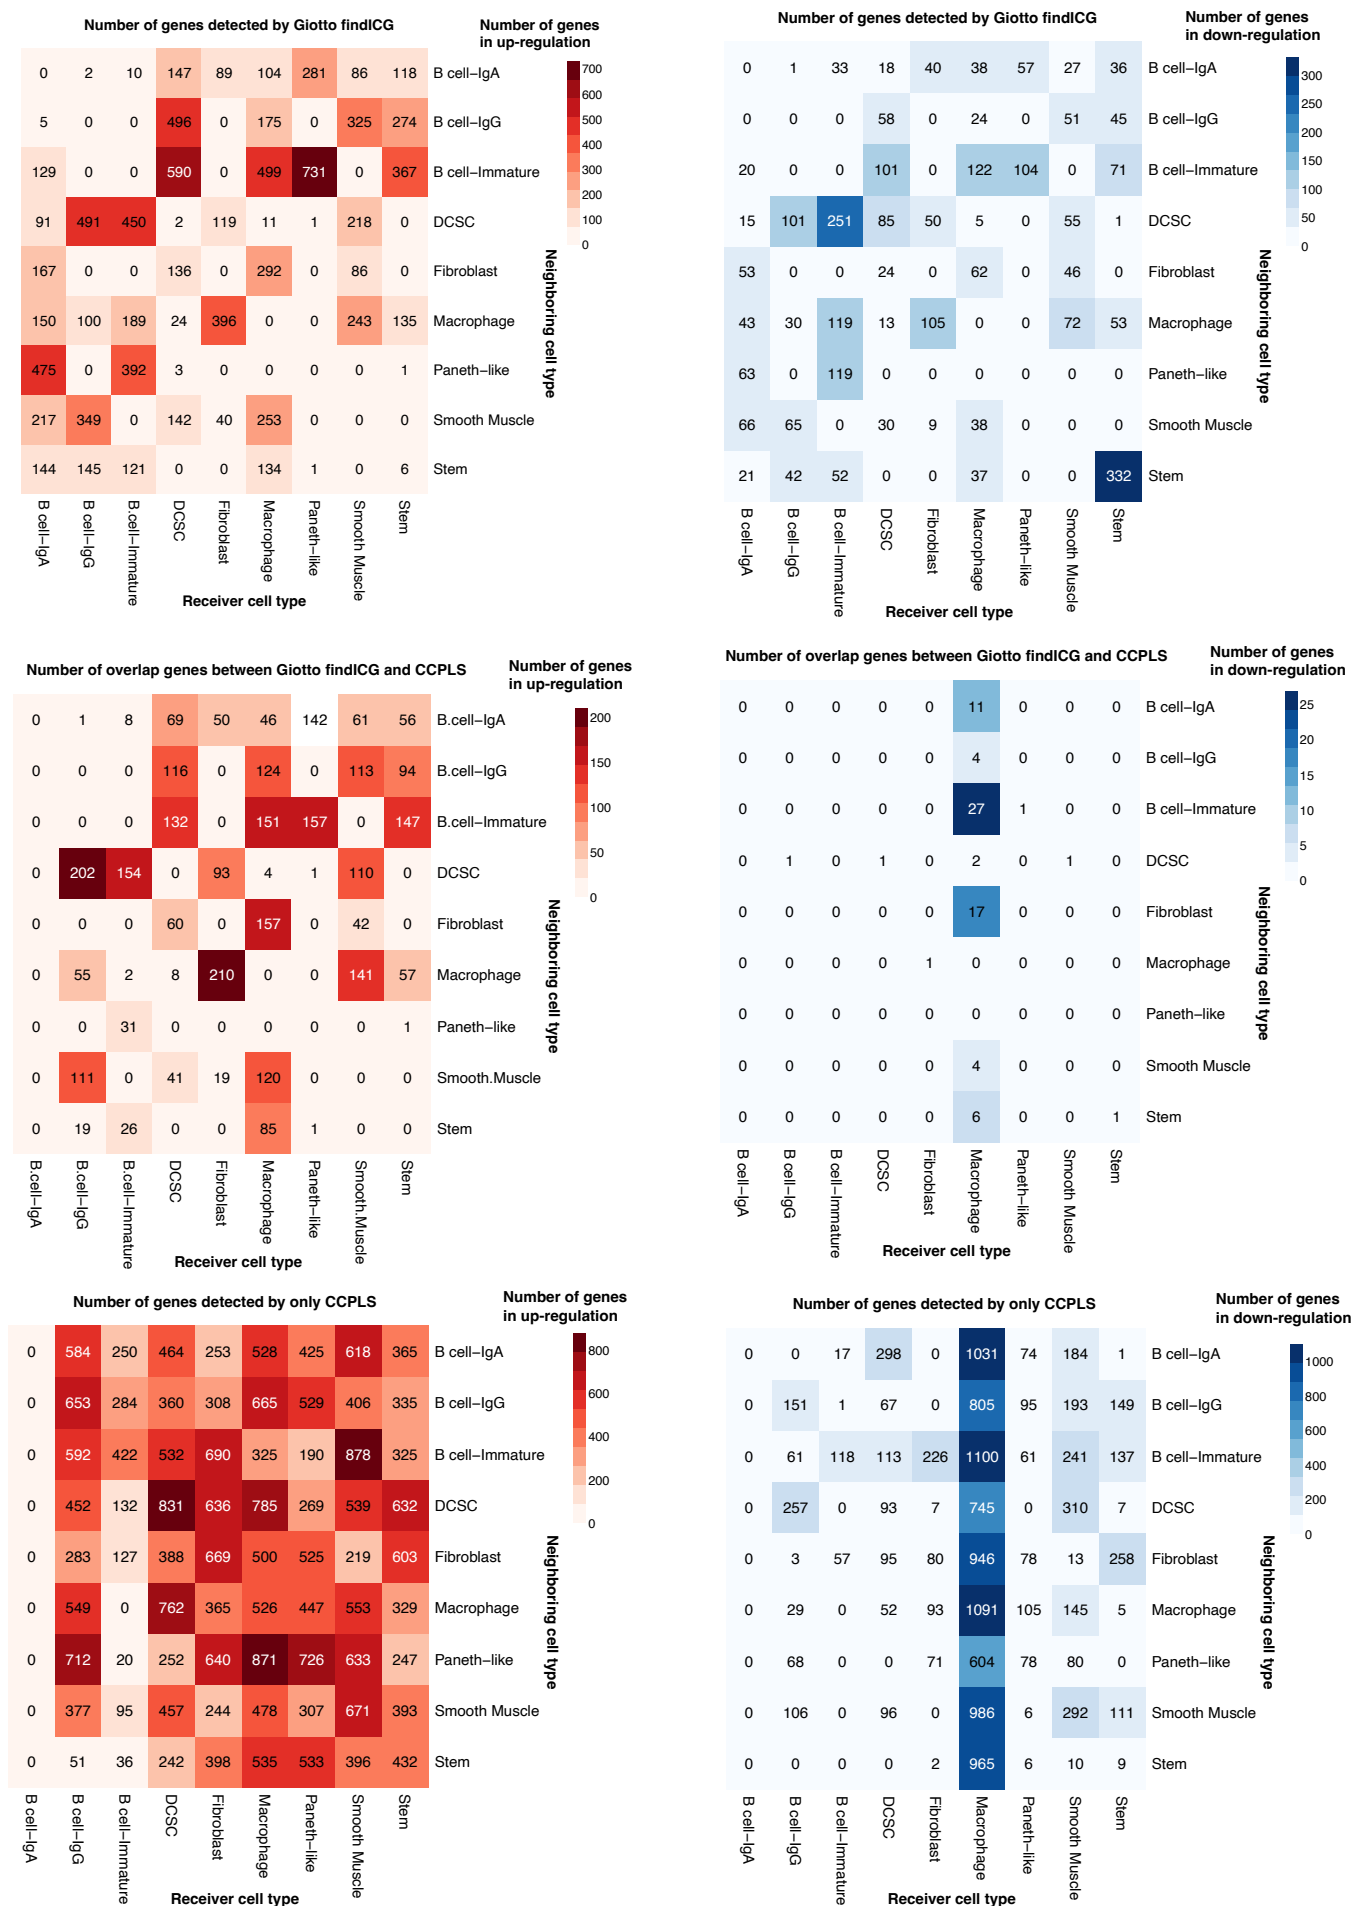 Number of genes detected by Giotto findICG
Number of genes
in up-regulation
0 2 10 147 89 104 281 86 118 B cell−IgA
5 0 0 496 0 175 0 325 274 B cell−IgG
129 0 0 590 0 499 731 0 367 B cell−Immature
91 491 450 2 119 11 1 218 0 DCSC
167 0 0 136 0 292 0 86 0 Fibroblast
150 100 189 24 396 0 0 243 135 Macrophage
475 0 392 3 0 0 0 0 1 Paneth−like
217 349 0 142 40 253 0 0 0 Smooth Muscle
144 145 121 0 0 134 1 0 6 Stem
B cell−IgA
B cell−IgG
B.cell−Immature
DCSC
Fibroblast
Macrophage
Paneth−like
Smooth Muscle
Stem
Receiver cell type
Neighboring cell type
700
600
500
400
300
200
100
0
Number of genes detected by Giotto findICG
Number of genes
in down-regulation
0 1 33 18 40 38 57 27 36 B cell−IgA
0 0 0 58 0 24 0 51 45 B cell−IgG
20 0 0 101 0 122 104 0 71 B cell−Immature
15 101 251 85 50 5 0 55 1 DCSC
53 0 0 24 0 62 0 46 0 Fibroblast
43 30 119 13 105 0 0 72 53 Macrophage
63 0 119 0 0 0 0 0 0 Paneth−like
66 65 0 30 9 38 0 0 0 Smooth Muscle
21 42 52 0 0 37 0 0 332 Stem
B cell−IgA
B cell−IgG
B cell−Immature
DCSC
Fibroblast
Macrophage
Paneth−like
Smooth Muscle
Stem
Receiver cell type
Neighboring cell type
300
250
200
150
100
50
0
Number of overlap genes between Giotto findICG and CCPLS
Number of genes
in up-regulation
0 1 8 69 50 46 142 61 56 B.cell−IgA
0 0 0 116 0 124 0 113 94 B.cell−IgG
0 0 0 132 0 151 157 0 147 B.cell−Immature
0 202 154 0 93 4 1 110 0 DCSC
0 0 0 60 0 157 0 42 0 Fibroblast
0 55 2 8 210 0 0 141 57 Macrophage
0 0 31 0 0 0 0 0 1 Paneth−like
0 111 0 41 19 120 0 0 0 Smooth.Muscle
0 19 26 0 0 85 1 0 0 Stem
B.cell−IgA
B.cell−IgG
B.cell−Immature
DCSC
Fibroblast
Macrophage
Paneth−like
Smooth.Muscle
Stem
Receiver cell type
Neighboring cell type
200
150
100
50
0
Number of overlap genes between Giotto findICG and CCPLS
Number of genes
in down-regulation
0 0 0 0 0 11 0 0 0 B cell−IgA
0 0 0 0 0 4 0 0 0 B cell−IgG
0 0 0 0 0 27 1 0 0 B cell−Immature
0 1 0 1 0 2 0 1 0 DCSC
0 0 0 0 0 17 0 0 0 Fibroblast
0 0 0 0 1 0 0 0 0 Macrophage
0 0 0 0 0 0 0 0 0 Paneth−like
0 0 0 0 0 4 0 0 0 Smooth Muscle
0 0 0 0 0 6 0 0 1 Stem
B cell−IgA
B cell−IgG
B cell−Immature
DCSC
Fibroblast
Macrophage
Paneth−like
Smooth Muscle
Stem
Receiver cell type
Neighboring cell type
25
20
15
10
5
0
Number of genes detected by only CCPLS
Number of genes
in up-regulation
0 584 250 464 253 528 425 618 365 B cell−IgA
0 653 284 360 308 665 529 406 335 B cell−IgG
0 592 422 532 690 325 190 878 325 B cell−Immature
0 452 132 831 636 785 269 539 632 DCSC
0 283 127 388 669 500 525 219 603 Fibroblast
0 549 0 762 365 526 447 553 329 Macrophage
0 712 20 252 640 871 726 633 247 Paneth−like
0 377 95 457 244 478 307 671 393 Smooth Muscle
0 51 36 242 398 535 533 396 432 Stem
B cell−IgA
B cell−IgG
B cell−Immature
DCSC
Fibroblast
Macrophage
Paneth−like
Smooth Muscle
Stem
Receiver cell type
Neighboring cell type
800
600
400
200
0
Number of genes detected by only CCPLS
Number of genes
in down-regulation
0 0 17 298 0 1031 74 184 1 B cell−IgA
0 151 1 67 0 805 95 193 149 B cell−IgG
0 61 118 113 226 1100 61 241 137 B cell−Immature
0 257 0 93 7 745 0 310 7 DCSC
0 3 57 95 80 946 78 13 258 Fibroblast
0 29 0 52 93 1091 105 145 5 Macrophage
0 68 0 0 71 604 78 80 0 Paneth−like
0 106 0 96 0 986 6 292 111 Smooth Muscle
0 0 0 0 2 965 6 10 9 Stem
B cell−IgA
B cell−IgG
B cell−Immature
DCSC
Fibroblast
Macrophage
Paneth−like
Smooth Muscle
Stem
Receiver cell type
Neighboring cell type
1000
800
600
400
200
0